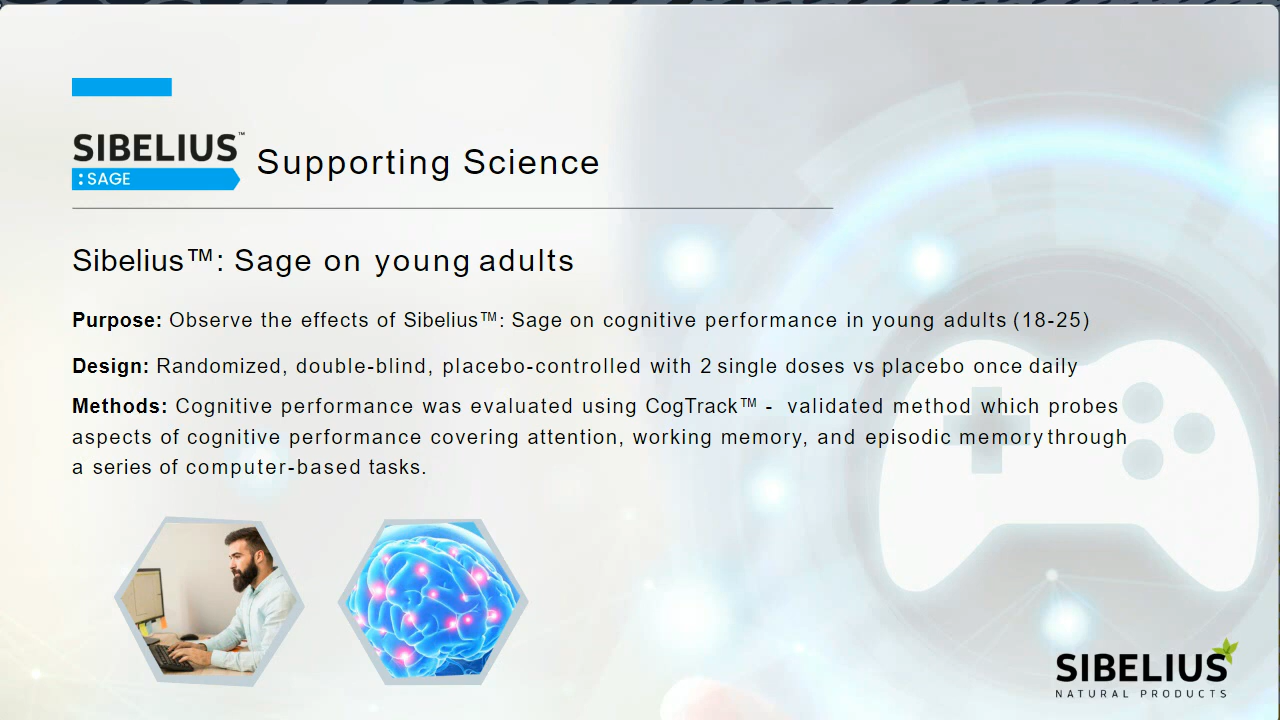 SIBELIUS™
: SAGE
Supporting Science
Sibelius™: Sage on young adults
Purpose: Observe the effects of Sibelius™: Sage on cognitive performance in young adults (18-25)
Design: Randomized, double-blind, placebo-controlled with 2 single doses vs placebo once daily
Methods: Cognitive performance was evaluated using CogTrack™ - validated method which probes
aspects of cognitive performance covering attention, working memory, and episodic memory through
a series of computer-based tasks.
SIBELIUS
NATURAL PRODUCTS